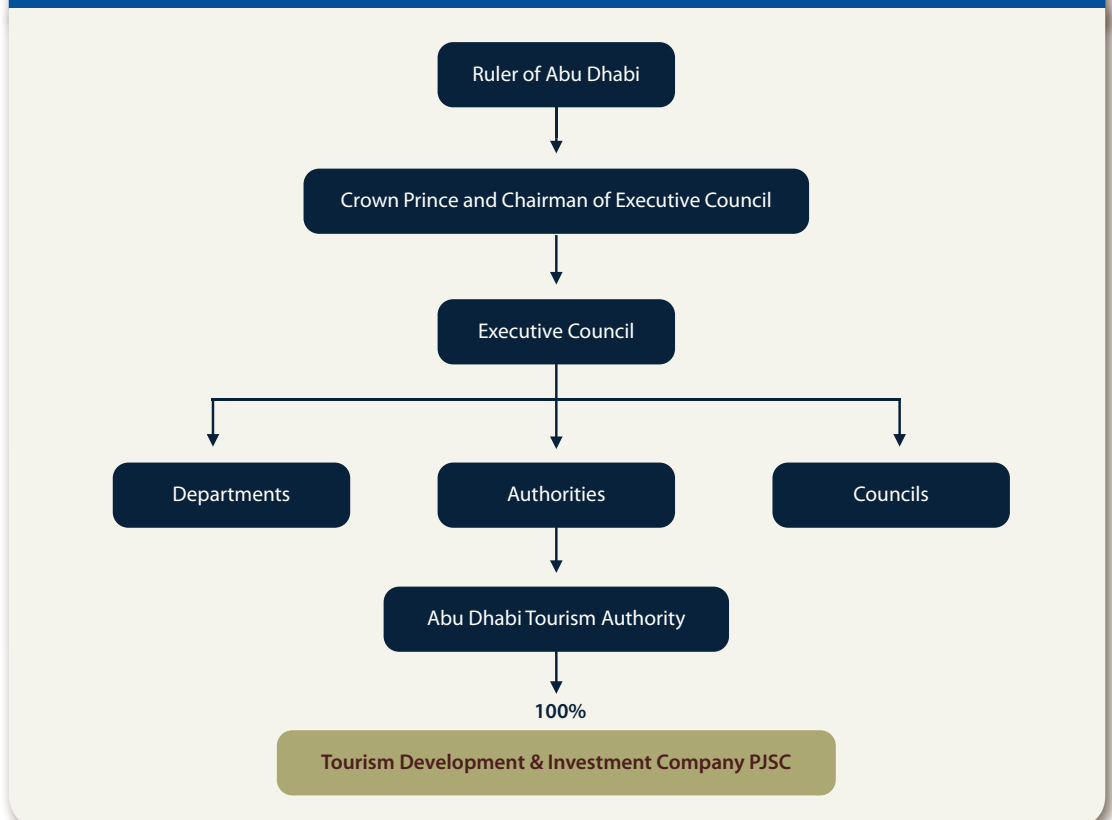 Ruler of Abu Dhabi
Crown Prince and Chairman of Executive Council
Executive Council
Departments
Authorities
Councils
Abu Dhabi Tourism Authority
100%
Tourism Development & Investment Company PJSC